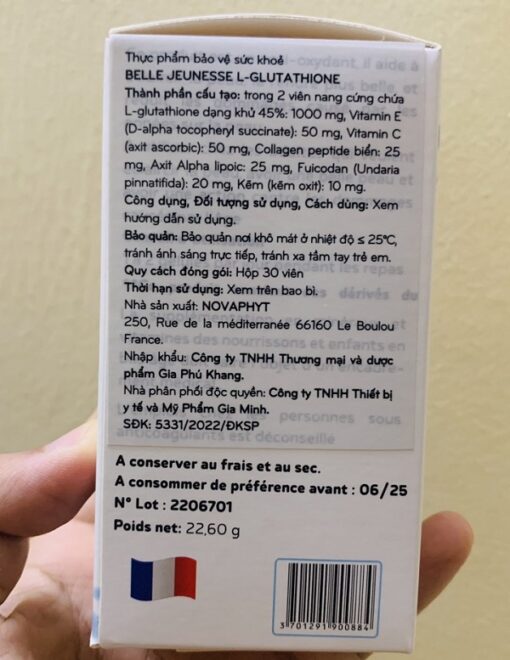 Thực phẩm bảo vệ sức khoẻ
BELLE JEUNESSE L-GLUTATHIONE
Thành phần cấu tạo: trong 2 viên nang cứng chứa
L-glutathione dạng khử 45%: 1000 mg, Vitamin E
(D-alpha tocopheryl succinate): 50 mg, Vitamin C
(axit ascorbic): 50 mg, Collagen peptide biển: 25
mg, Axit Alpha lipoic: 25 mg, Fuicodan (Undaria
pinnatifida): 20 mg, Kẽm (kẽm oxit): 10 mg.
Công dụng, Đối tượng sử dụng, Cách dùng: Xem
hướng dẫn sử dụng.
Bảo quản: Bảo quản nơi khô mát ở nhiệt độ ≤ 25°C,
tránh ánh sáng trực tiếp, tránh xa tầm tay trẻ em.
Quy cách đóng gói: Hộp 30 viên
Thời hạn sử dụng: Xem trên bao bì.
Nhà sản xuất: NOVAPHYT
250, Rue de la méditerranée 66160 Le Boulou
France.
Nhập khẩu: Công ty TNHH Thương mại và dược
phẩm Gia Phú Khang.
Nhà phân phối độc quyền: Công ty TNHH Thiết bị
y tế và Mỹ Phẩm Gia Minh.
SĐK: 5331/2022/ĐKSP
anticoagulants est déconseillé
A conserver au frais et au sec.
A consommer de préférence avant : 06/25
N° Lot : 2206701
Poids net: 22,60 g
3 701291 900884